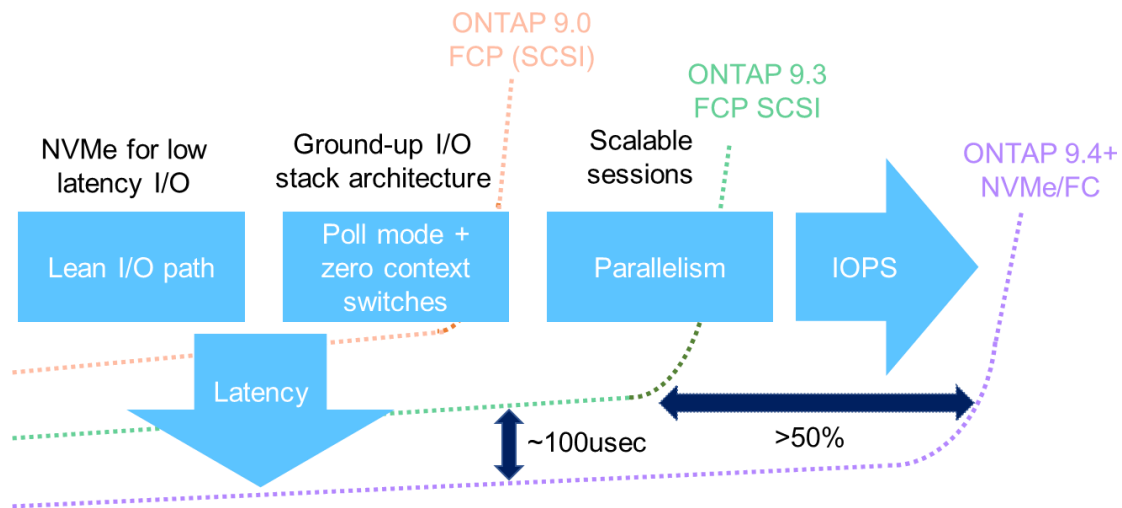 ONTAP 9.0
FCP (SCSI)
ONTAP 9.3
FCP SCSI
ONTAP 9.4+
NVMe/FC
NVMe for low
latency I/O
Ground-up I/O
stack architecture
Scalable
sessions
Lean I/O path
Poll mode +
zero context
switches
Parallelism
IOPS
Latency
~100usec
>50%